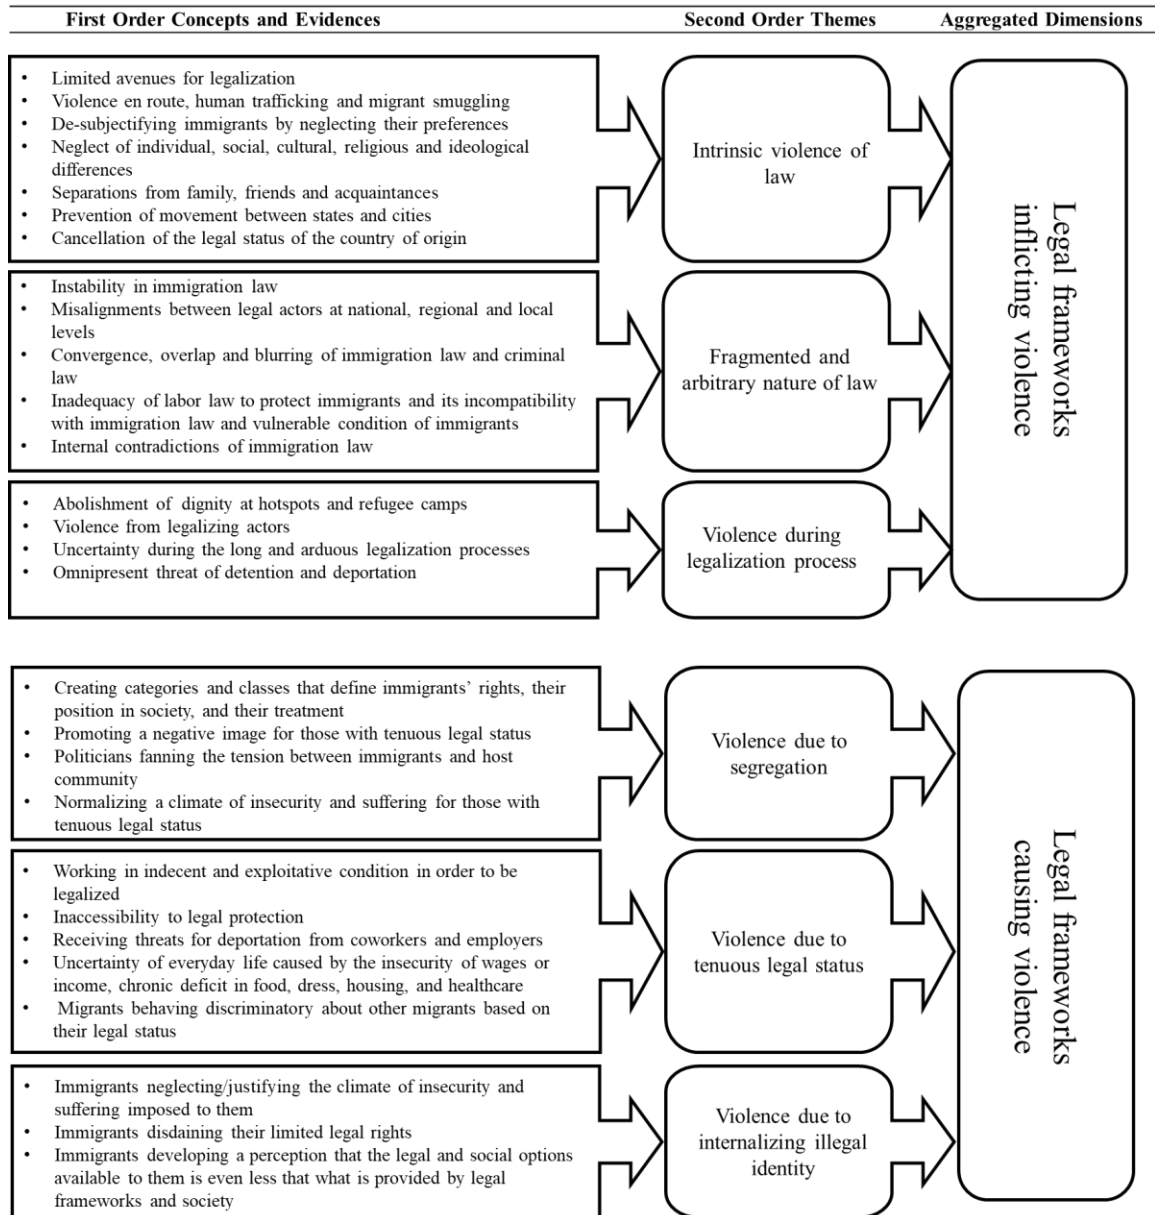 First Order Concepts and Evidences
Second Order Themes
Aggregated Dimensions
• Limited avenues for legalization
• Violence en route, human trafficking and migrant smuggling
• De-subjectifying immigrants by neglecting their preferences
• Neglect of individual, social, cultural, religious and ideological
differences
• Separations from family, friends and acquaintances
• Prevention of movement between states and cities
• Cancellation of the legal status of the country of origin
Intrinsic violence of
law
• Instability in immigration law
• Misalignments between legal actors at national, regional and local
levels
• Convergence, overlap and blurring of immigration law and criminal
law
• Inadequacy of labor law to protect immigrants and its incompatibility
with immigration law and vulnerable condition of immigrants
• Internal contradictions of immigration law
Fragmented and
arbitrary nature of law
• Abolishment of dignity at hotspots and refugee camps
• Violence from legalizing actors
• Uncertainty during the long and arduous legalization processes
• Omnipresent threat of detention and deportation
Violence during
legalization process
Legal frameworks
inflicting violence
• Creating categories and classes that define immigrants' rights, their
position in society, and their treatment
• Promoting a negative image for those with tenuous legal status
• Politicians fanning the tension between immigrants and host
community
• Normalizing a climate of insecurity and suffering for those with
tenuous legal status
Violence due to
segregation
• Working in indecent and exploitative condition in order to be
legalized
• Inaccessibility to legal protection
• Receiving threats for deportation from coworkers and employers
• Uncertainty of everyday life caused by the insecurity of wages or
income, chronic deficit in food, dress, housing, and healthcare
• Migrants behaving discriminatory about other migrants based on
their legal status
Violence due to
tenuous legal status
• Immigrants neglecting/justifying the climate of insecurity and
suffering imposed to them
• Immigrants disdaining their limited legal rights
• Immigrants developing a perception that the legal and social options
available to them is even less that what is provided by legal
frameworks and society
Violence due to
internalizing illegal
identity
Legal frameworks
causing violence